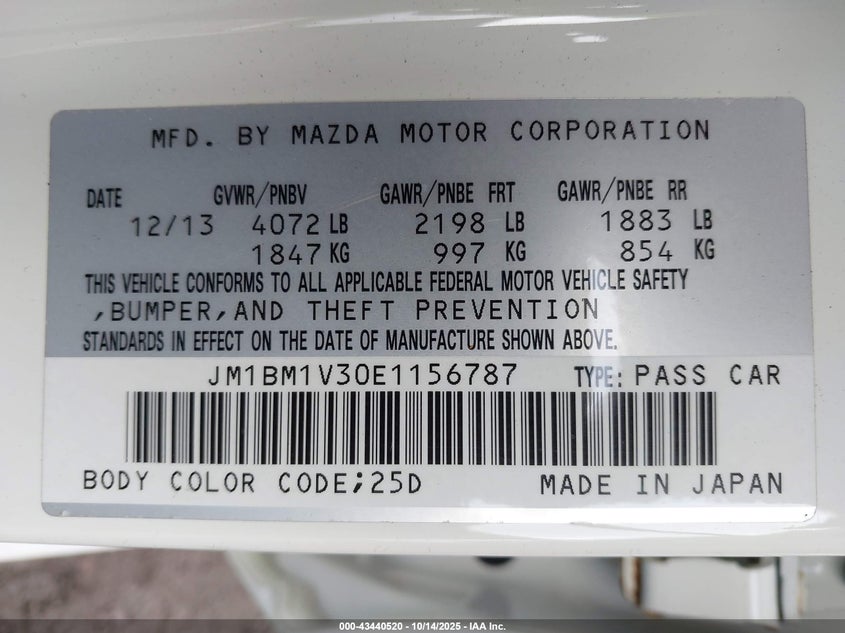 MFD. BY MAZDA MOTOR CORPORATION
DATE GVWR/PNBV GAWR/PNBE FRT GAWR/PNBE RR
12/13 4072 LB 2198 LB 1883 LB
1847 KG 997 KG 854 KG
THIS VEHICLE CONFORMS TO ALL APPLICABLE FEDERAL MOTOR VEHICLE SAFETY
,BUMPER,AND THEFT PREVENTION
STANDARDS IN EFFECT ON THE DATE OF MANUFACTURE SHOWN ABOVE.
JM1BM1V30E1156787 TYPE: PASS CAR
BODY COLOR CODE;25D MADE IN JAPAN
000-43440520 - 10/14/2025 - IAA Inc.